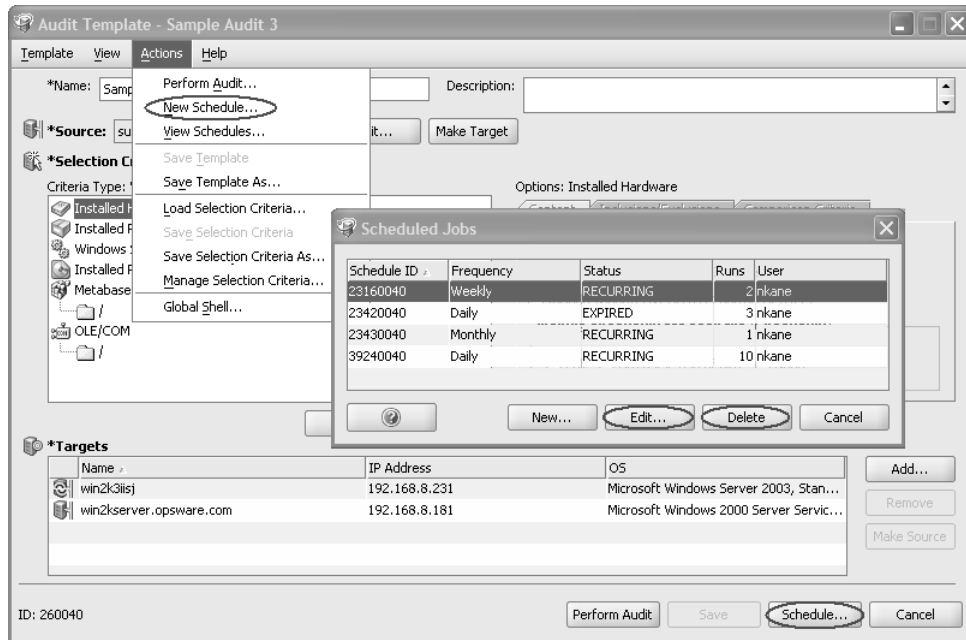 Audit Template - Sample Audit 3
Template View Actions Help
*Name: Samp
Description:
Perform Audit...
New Schedule...
View Schedules...
Save Template
Save Template As...
Load Selection Criteria...
Save Selection Criteria
Save Selection Criteria As...
Manage Selection Criteria...
Global Shell...
*Source: su it... Make Target
*Selection C
Criteria Type:
Options: Installed Hardware
Installed H
Installed P
Windows
Installed P
Metabase
/
OLE/COM
/
Scheduled Jobs
Schedule ID Frequency Status Runs User
23160040 Weekly RECURRING 2 nkane
23420040 Daily EXPIRED 3 nkane
23430040 Monthly RECURRING 1 nkane
39240040 Daily RECURRING 10 nkane
New... Edit... Delete Cancel
*Targets
Name IP Address OS
win2k3iisj 192.168.8.231 Microsoft Windows Server 2003, Stan...
win2kserver.opsware.com 192.168.8.181 Microsoft Windows 2000 Server Servic...
Add...
Remove
Make Source
ID: 260040
Perform Audit Save Schedule... Cancel